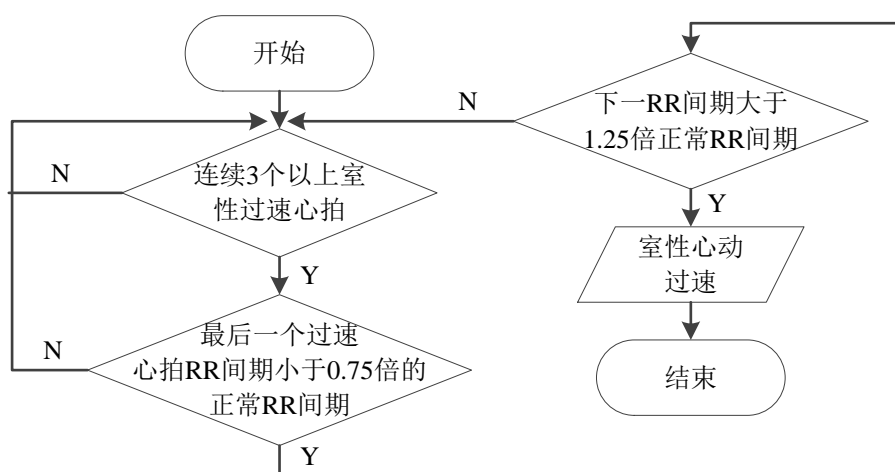 开始
连续3个以上室
性过速心拍
N
Y
最后一个过速
心拍RR间期小于0.75倍的
正常RR间期
N
Y
下一RR间期大于
1.25倍正常RR间期
N
Y
室性心动
过速
结束